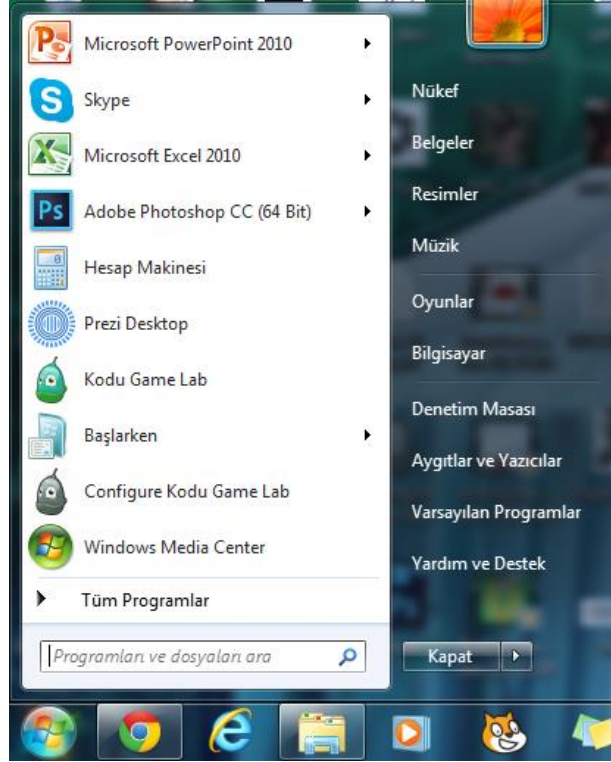 Microsoft PowerPoint 2010
Skype
Microsoft Excel 2010
Adobe Photoshop CC (64 Bit)
Hesap Makinesi
Prezi Desktop
Kodu Game Lab
Başlarken
Configure Kodu Game Lab
Windows Media Center
Tüm Programlar
Programları ve dosyaları ara
Nükef
Belgeler
Resimler
Müzik
Oyunlar
Bilgisayar
Denetim Masası
Aygıtlar ve Yazıcılar
Varsayılan Programlar
Yardım ve Destek
Kapat